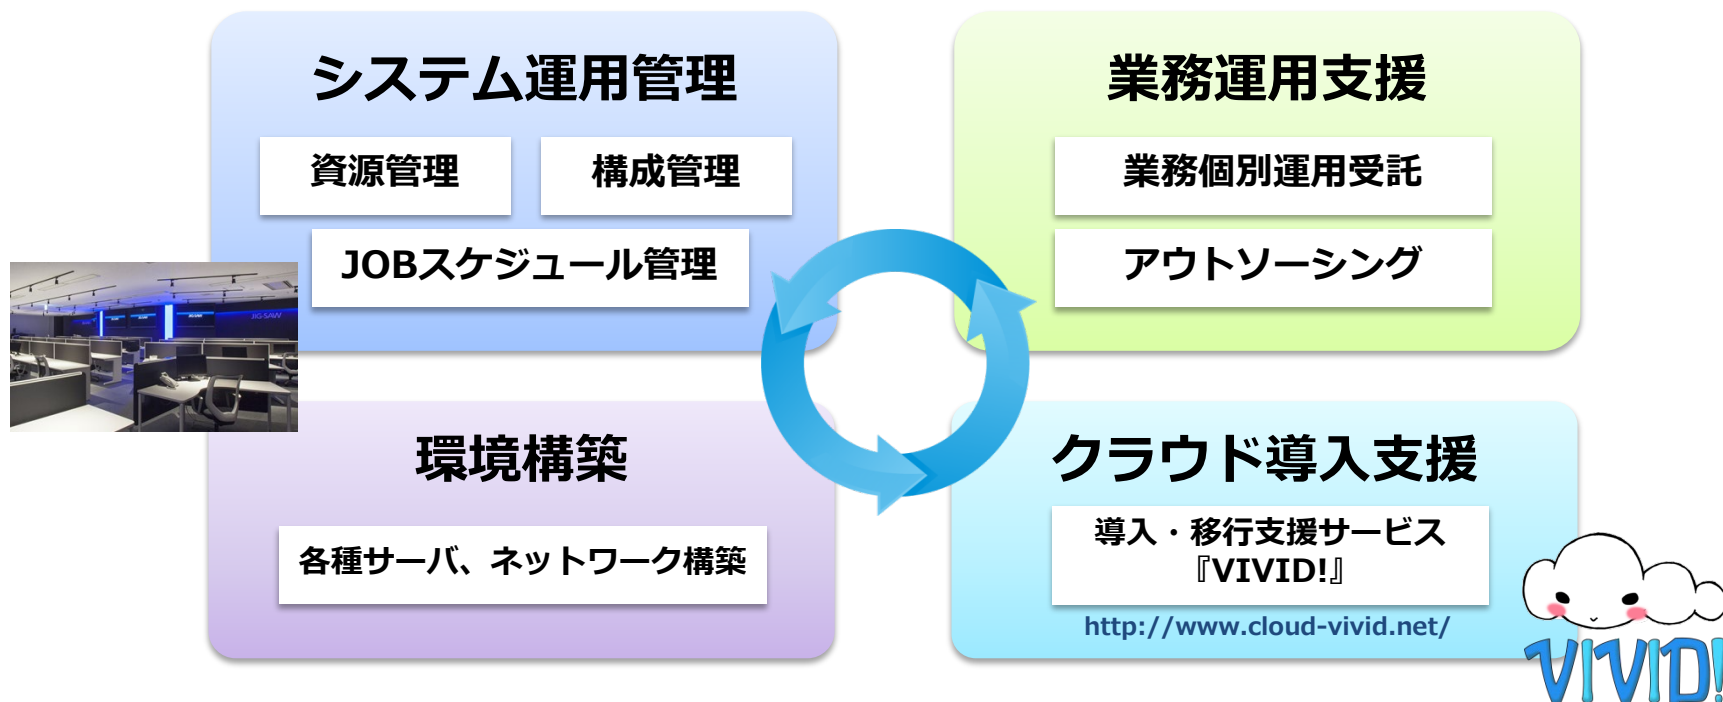 システム運用管理
資源管理
構成管理
JOBスケジュール管理
業務運用支援
業務個別運用受託
アウトソーシング
JIG-SAW
環境構築
各種サーバ、ネットワーク構築
クラウド導入支援
導入・移行支援サービス
『VIVID!』
http://www.cloud-vivid.net/
VIVID!